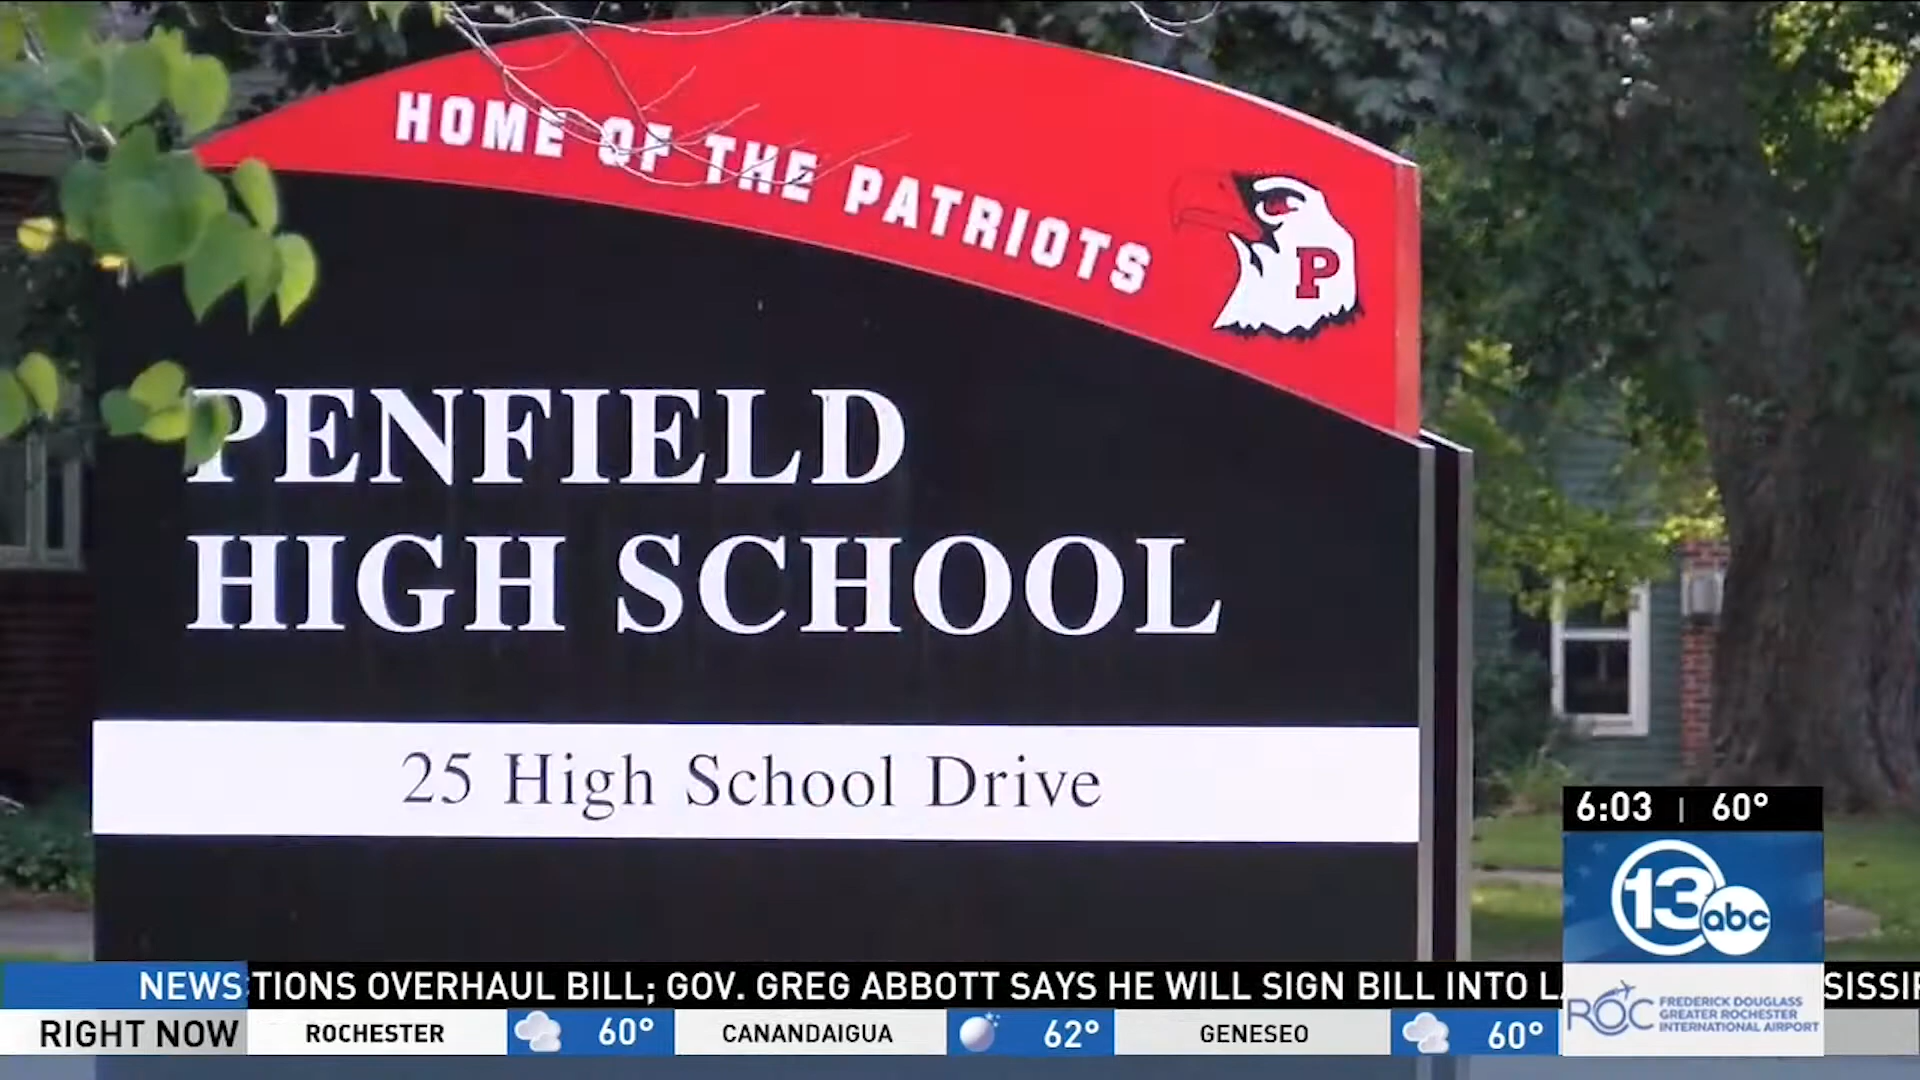 HOME OF THE PATRIOTS
P
PENFIELD
HIGH SCHOOL
25 High School Drive
6:03 | 60°
13 abc
NEWS
TIONS OVERHAUL BILL; GOV. GREG ABBOTT SAYS HE WILL SIGN BILL INTO
ROC FREDERICK DOUGLASS
GREATER ROCHESTER
INTERNATIONAL AIRPORT
RIGHT NOW
ROCHESTER 60° CANANDAIGUA 62° GENESEO 60°